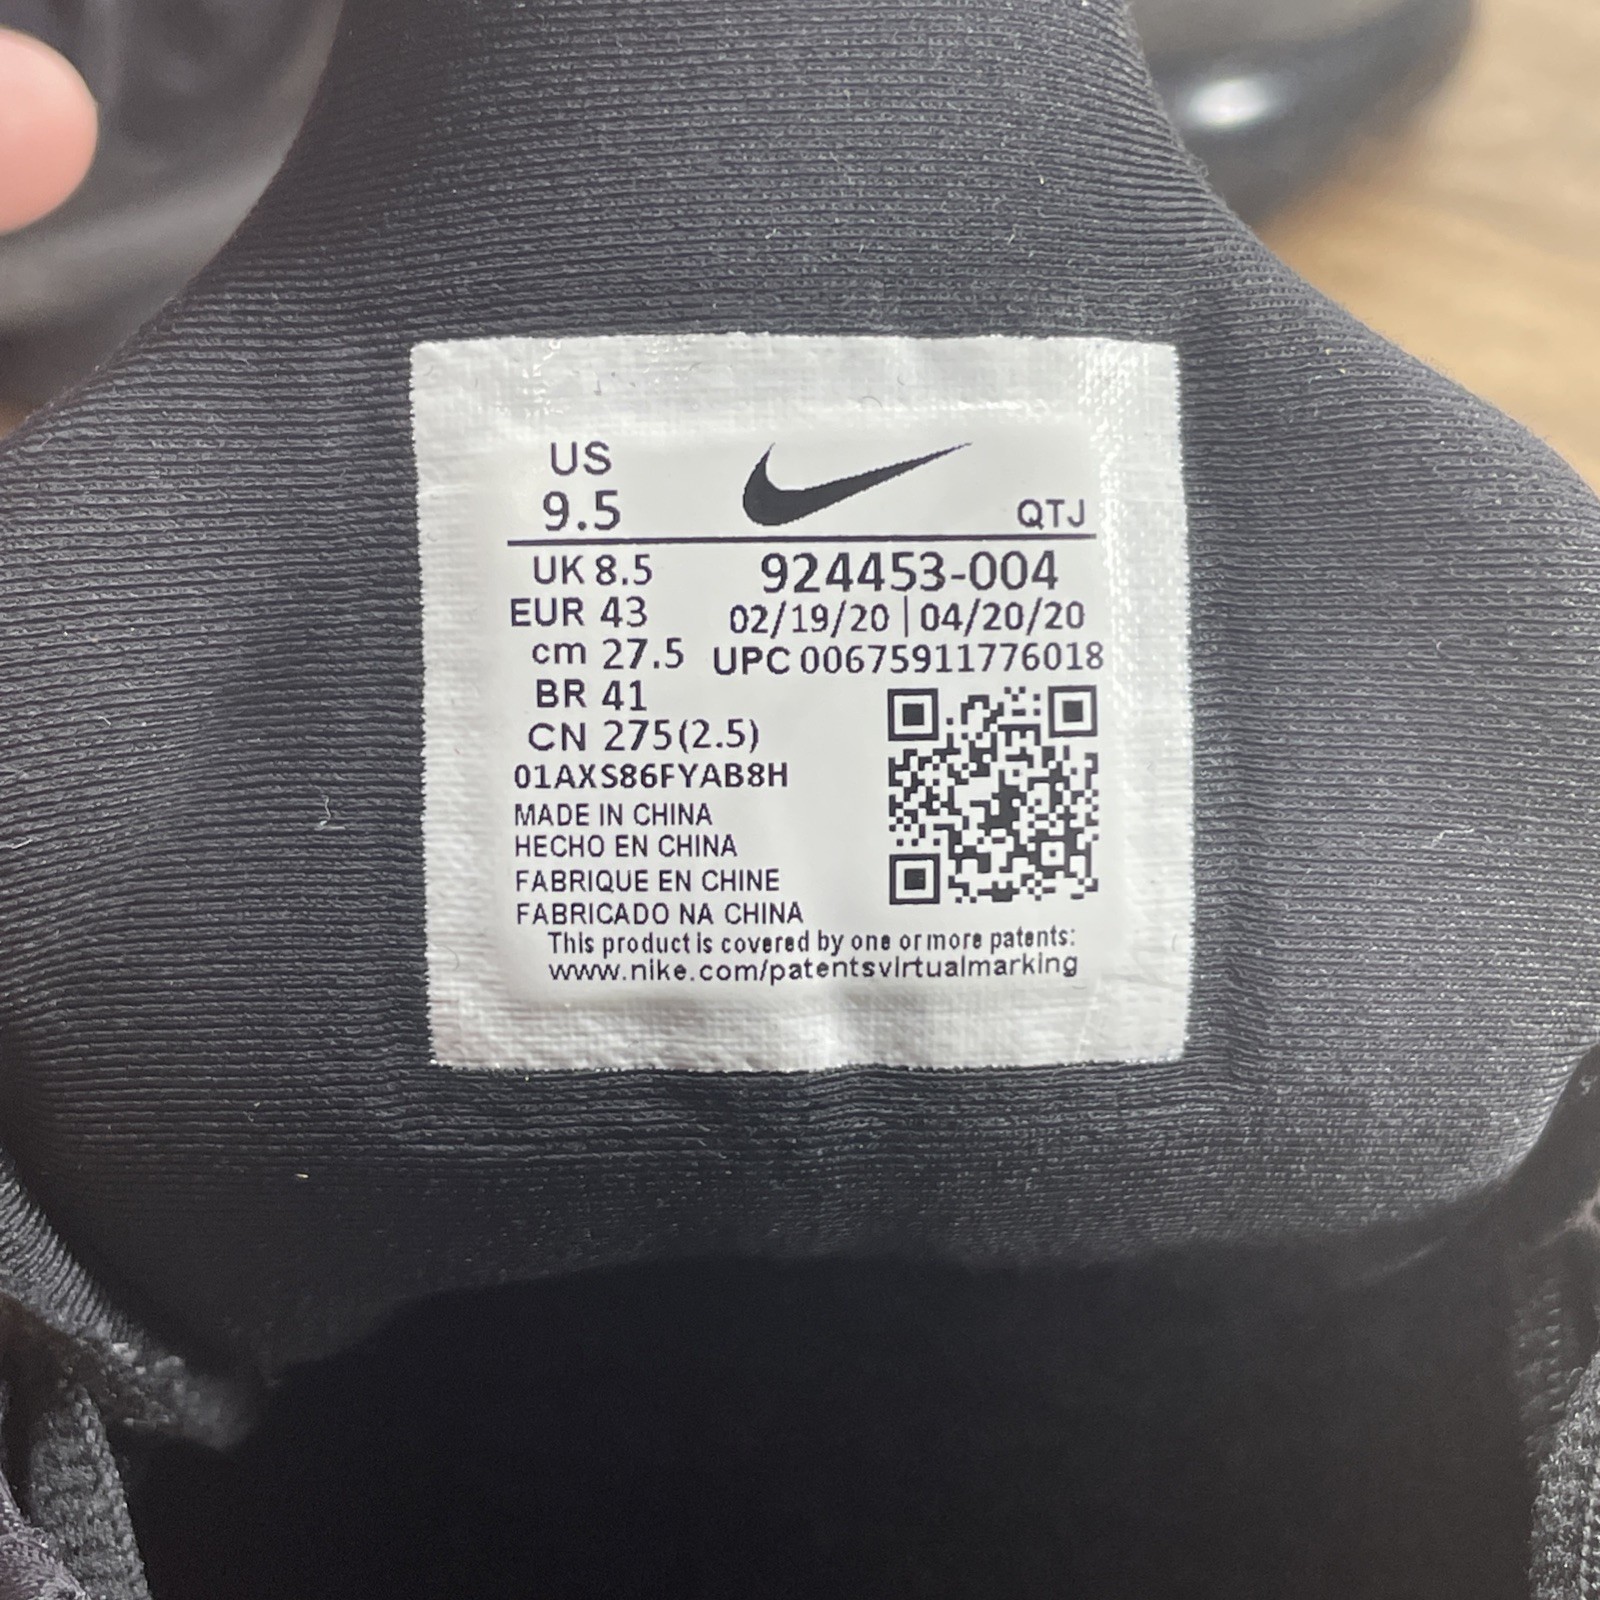 US
9.5
QTJ
UK 8.5
924453-004
EUR 43
02/19/20 | 04/20/20
cm 27.5
UPC 00675911776018
BR 41
CN 275(2.5)
01AXS86FYAB8H
MADE IN CHINA
HECHO EN CHINA
FABRIQUE EN CHINE
FABRICADO NA CHINA
This product is covered by one or more patents:
www.nike.com/patentsvirtualmarking